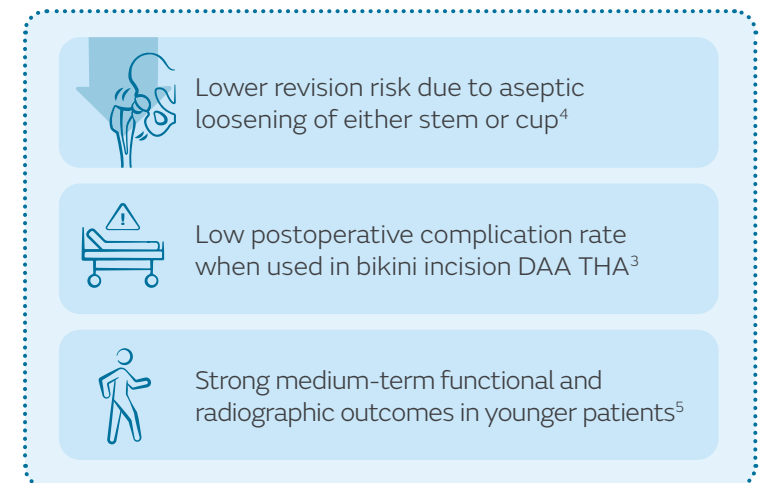 Lower revision risk due to aseptic
loosening of either stem or cup⁴
!
Low postoperative complication rate
when used in bikini incision DAA THA³
Strong medium-term functional and
radiographic outcomes in younger patients⁵